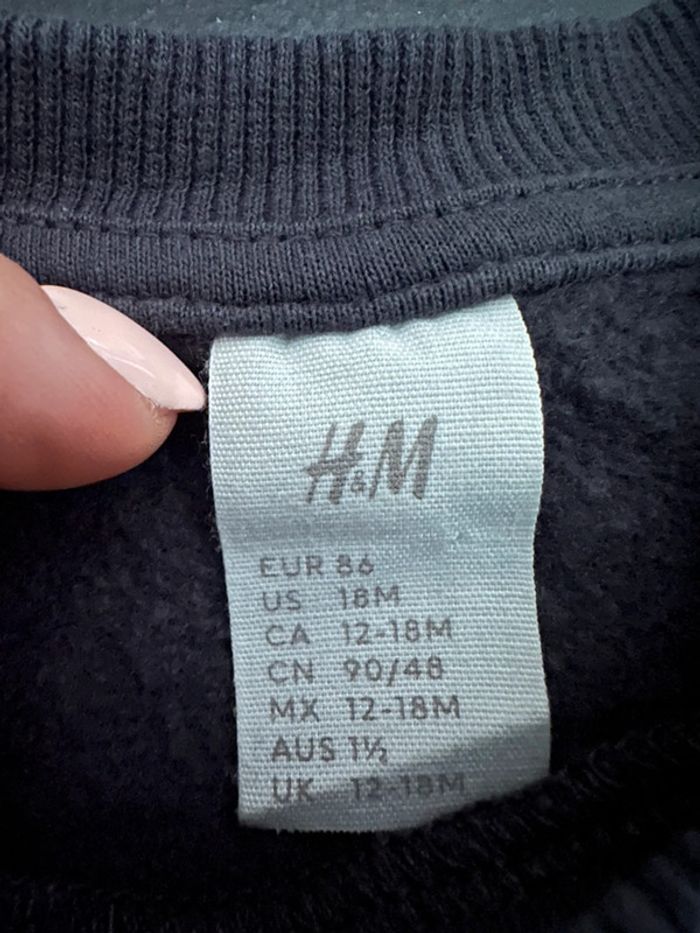 H&M
EUR 86
US 18M
CA 12-18M
CN 90/48
MX 12-18M
AUS 1½
UK 12-18M